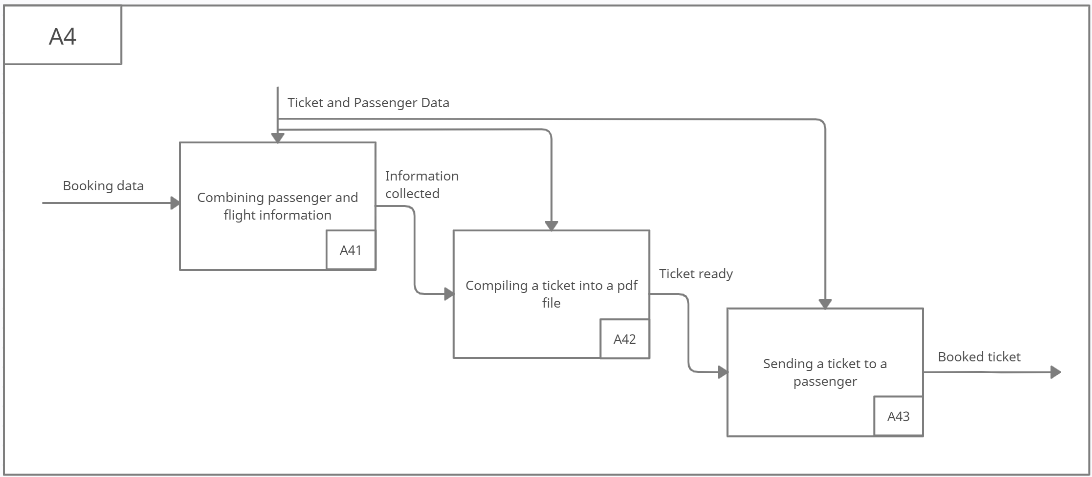 A4
Ticket and Passenger Data
Booking data
Combining passenger and
flight information
A41
Information
collected
Compiling a ticket into a pdf
file
A42
Ticket ready
Sending a ticket to a
passenger
A43
Booked ticket